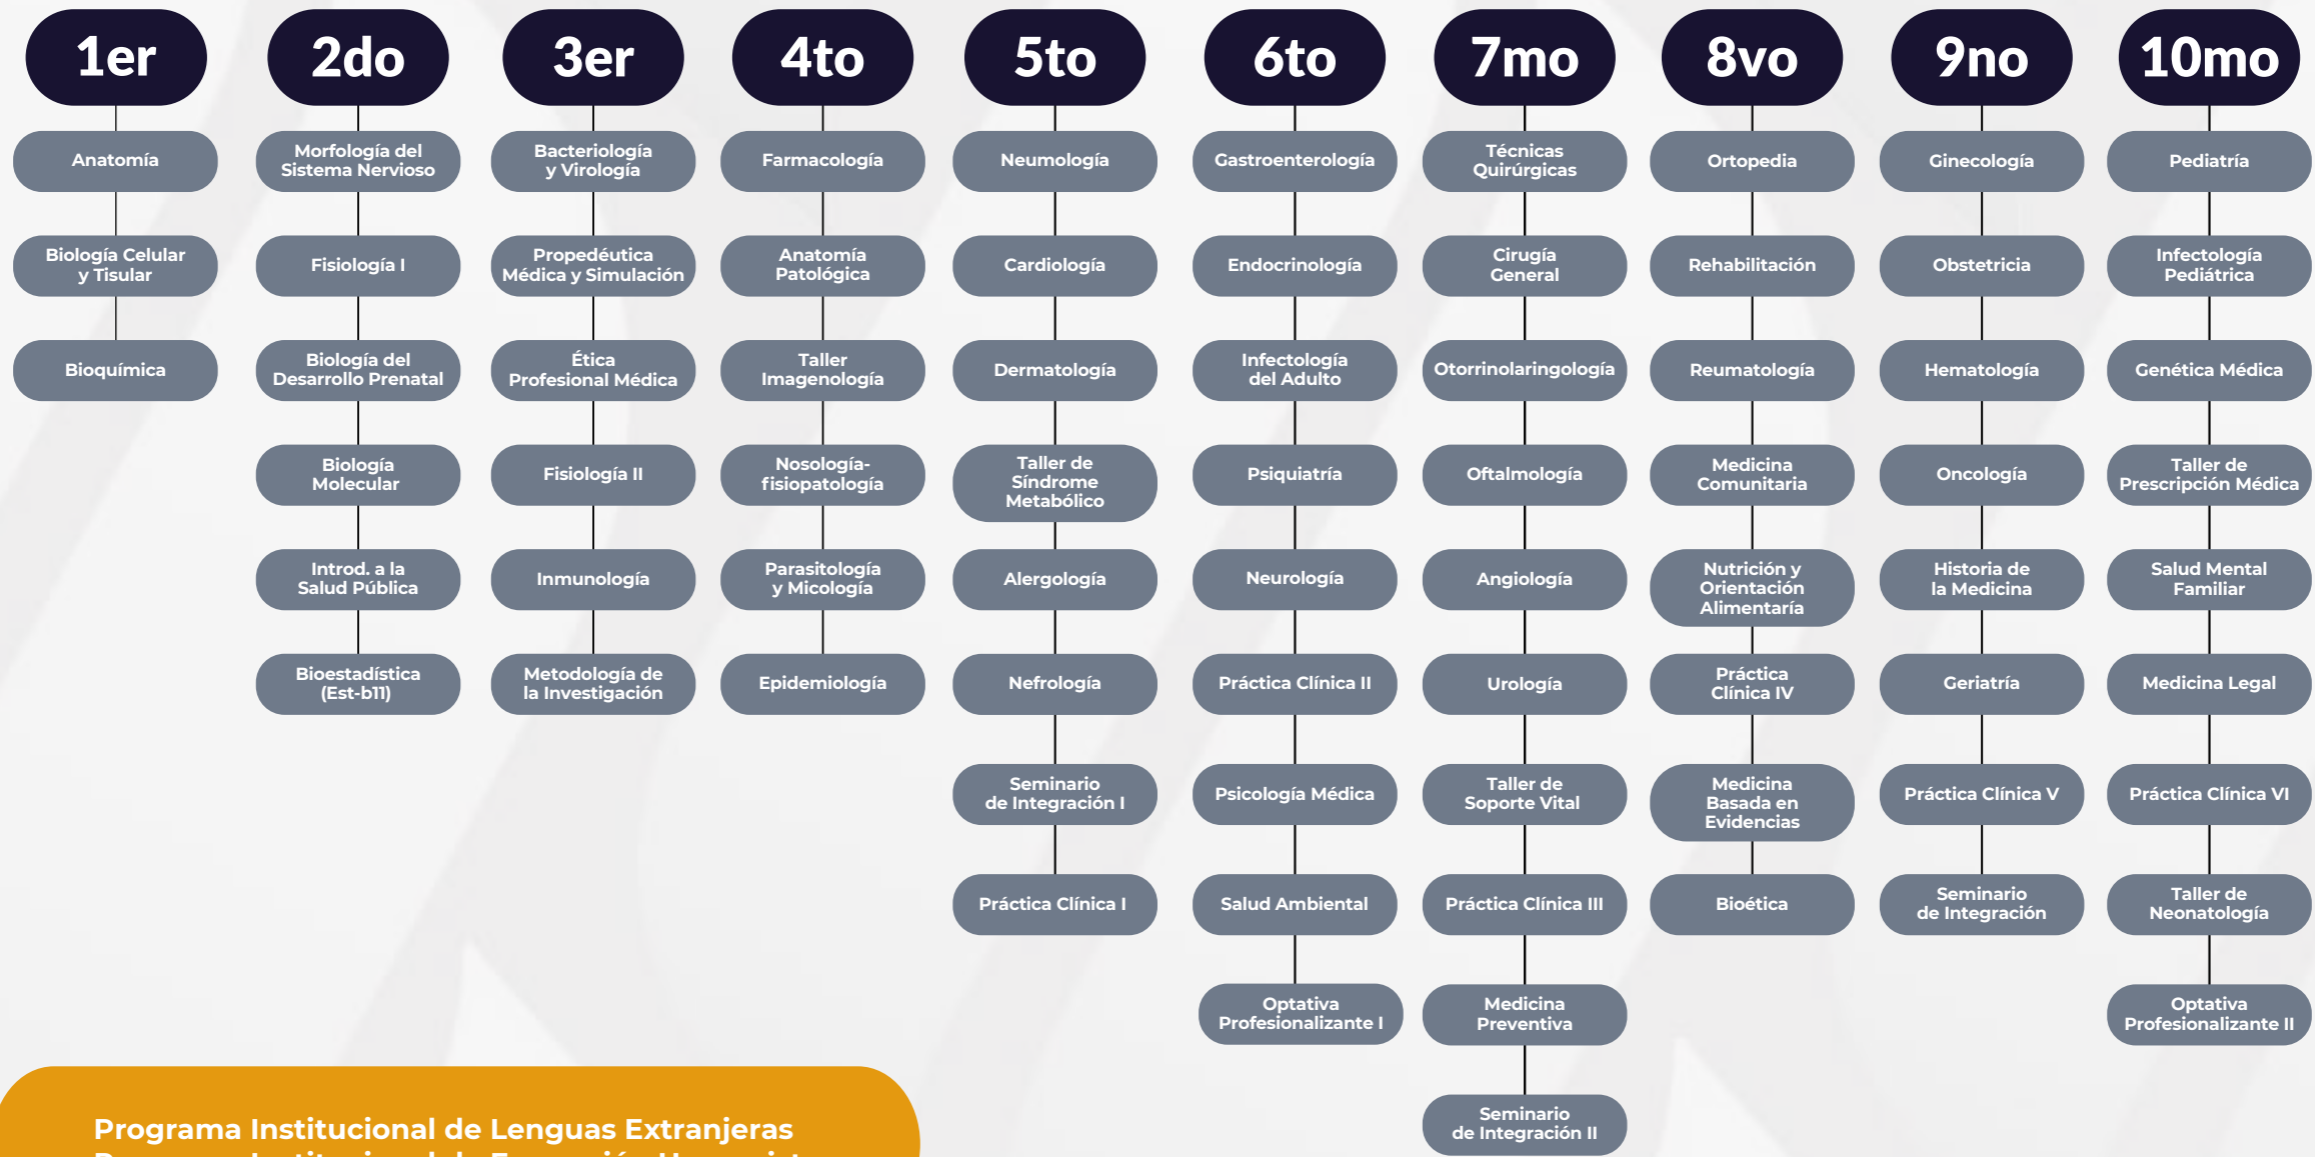 1er
Anatomía
Biología Celular
y Tisular
Bioquímica
2do
Morfología del
Sistema Nervioso
Fisiología I
Biología del
Desarrollo Prenatal
Biología
Molecular
Introd. a la
Salud Pública
Bioestadística
(Est-b11)
3er
Bacteriología
y Virología
Propedéutica
Médica y Simulación
Ética
Profesional Médica
Fisiología II
Inmunología
Metodología de
la Investigación
4to
Farmacología
Anatomía
Patológica
Taller
Imagenología
Nosología-
fisiopatología
Parasitología
y Micología
Epidemiología
5to
Neumología
Cardiología
Dermatología
Taller de
Síndrome
Metabólico
Alergología
Nefrología
Seminario
de Integración I
Práctica Clínica I
6to
Gastroenterología
Endocrinología
Infectología
del Adulto
Psiquiatría
Neurología
Práctica Clínica II
Psicología Médica
Salud Ambiental
Optativa
Profesionalizante I
7mo
Técnicas
Quirúrgicas
Cirugía
General
Otorrinolaringología
Oftalmología
Angiología
Urología
Taller de
Soporte Vital
Práctica Clínica III
Medicina
Preventiva
Seminario
de Integración II
8vo
Ortopedia
Rehabilitación
Reumatología
Medicina
Comunitaria
Nutrición y
Orientación
Alimentaría
Práctica
Clínica IV
Medicina
Basada en
Evidencias
Bioética
9no
Ginecología
Obstetricia
Hematología
Oncología
Historia de
la Medicina
Geriatría
Práctica Clínica V
Seminario
de Integración
10mo
Pediatría
Infectología
Pediátrica
Genética Médica
Taller de
Prescripción Médica
Salud Mental
Familiar
Medicina Legal
Práctica Clínica VI
Taller de
Neonatología
Optativa
Profesionalizante II
Programa Institucional de Lenguas Extranjeras